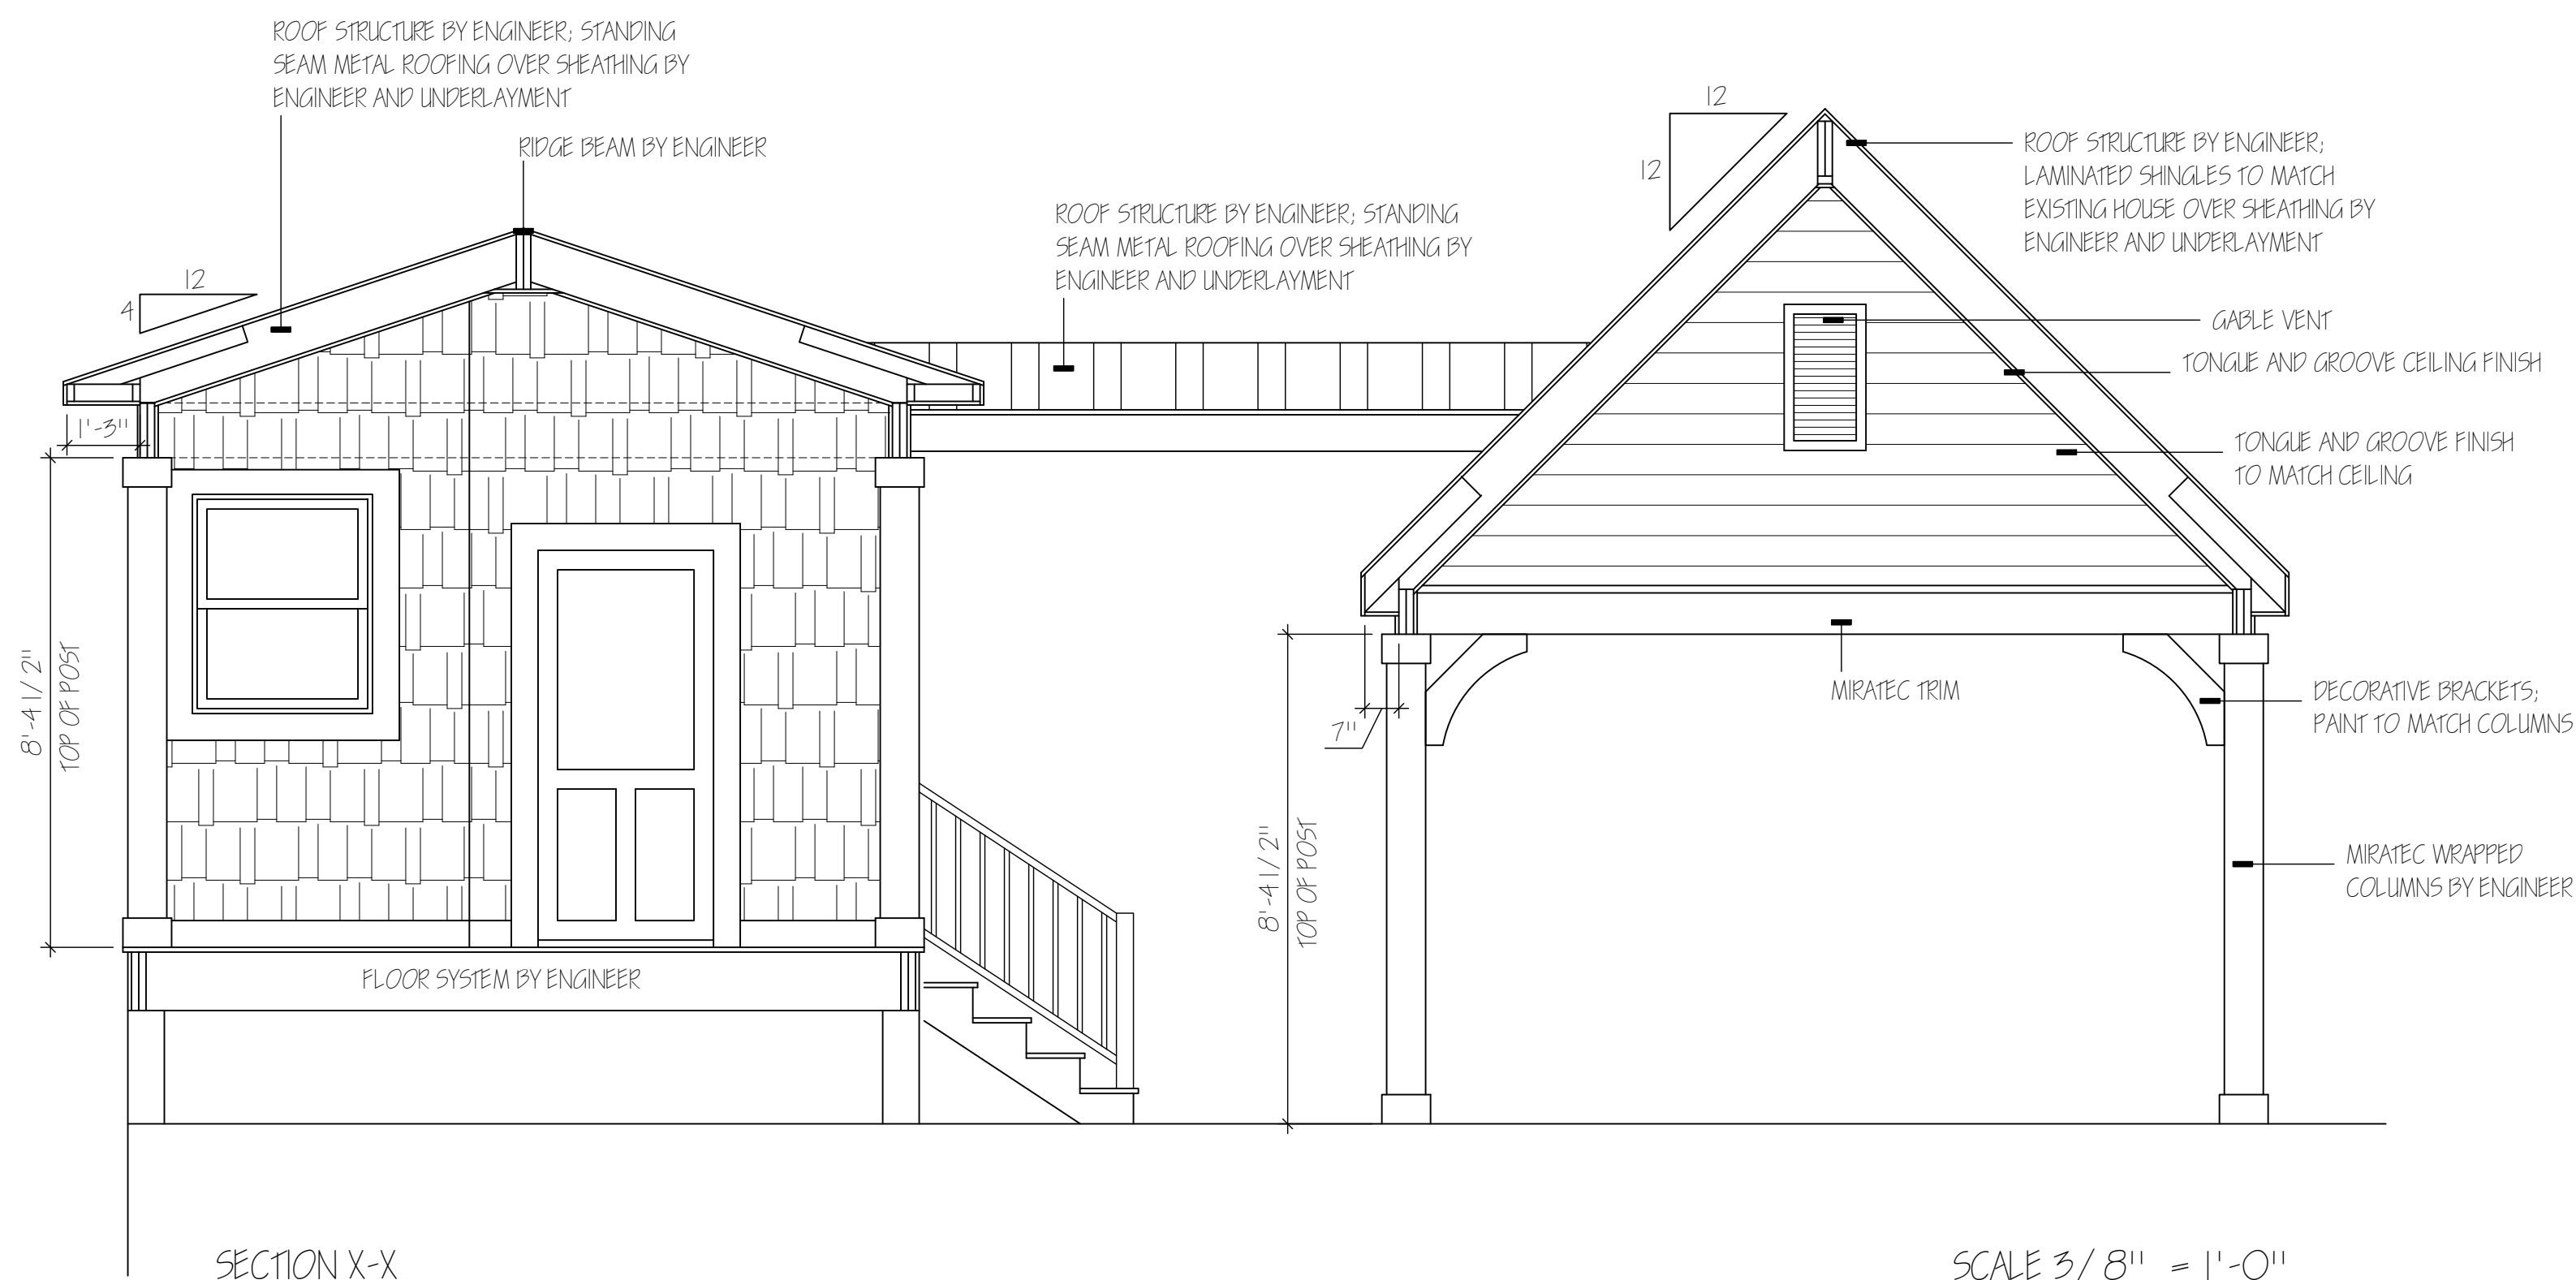 ROOF STRUCTURE BY ENGINEER; STANDING
SEAM METAL ROOFING OVER SHEATHING BY
ENGINEER AND UNDERLAYMENT
RIDGE BEAM BY ENGINEER
12
4
ROOF STRUCTURE BY ENGINEER; STANDING
SEAM METAL ROOFING OVER SHEATHING BY
ENGINEER AND UNDERLAYMENT
12
12
ROOF STRUCTURE BY ENGINEER;
LAMINATED SHINGLES TO MATCH
EXISTING HOUSE OVER SHEATHING BY
ENGINEER AND UNDERLAYMENT
GABLE VENT
TONGUE AND GROOVE CEILING FINISH
TONGUE AND GROOVE FINISH
TO MATCH CEILING
1'-3"
8'-4 1/2"
TOP OF POST
MIRATEC TRIM
7"
DECORATIVE BRACKETS;
PAINT TO MATCH COLUMNS
8'-4 1/2"
TOP OF POST
MIRATEC WRAPPED
COLUMNS BY ENGINEER
FLOOR SYSTEM BY ENGINEER
SECTION X-X
SCALE 3/8" = 1'-0"